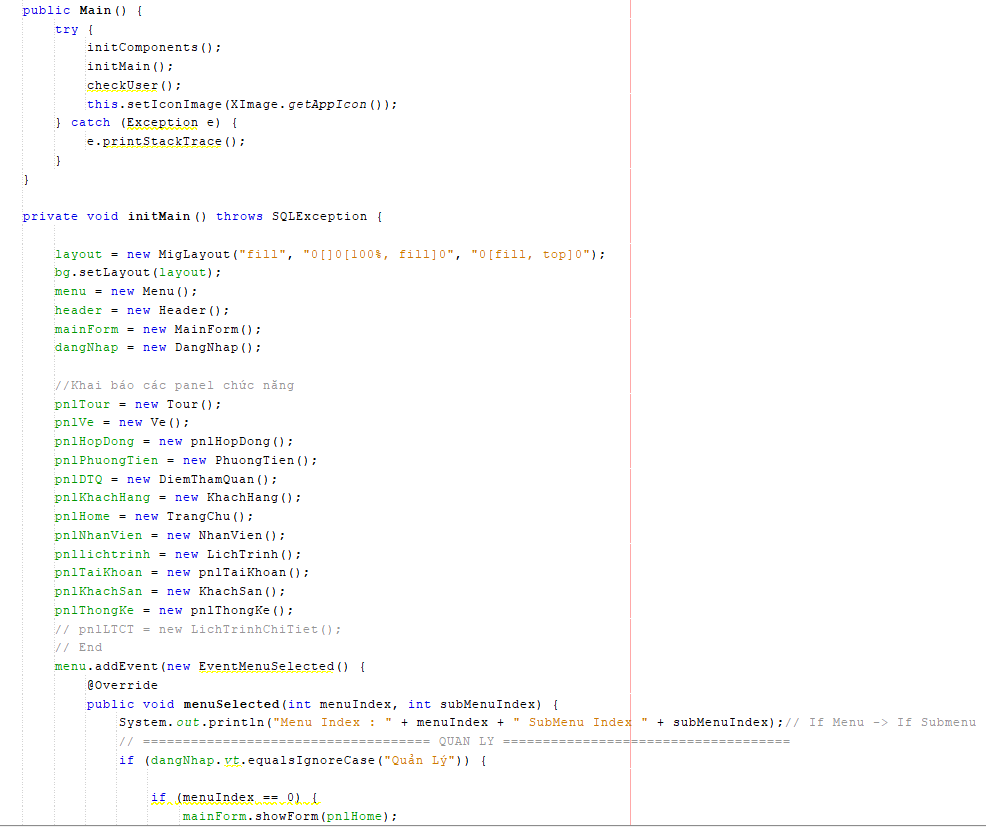 public Main() {
try {
initComponents();
initMain();
checkUser();
this.setIconImage(XImage.getAppIcon());
} catch (Exception e) {
e.printStackTrace();
}
}
private void initMain() throws SQLException {
layout = new MigLayout("fill", "0[]0[100%, fill]0", "0[fill, top]0");
bg.setLayout(layout);
menu = new Menu();
header = new Header();
mainForm = new MainForm();
dangNhap = new DangNhap();
//Khai báo các panel chức năng
pnlTour = new Tour();
pnlVe = new Ve();
pnlHopDong = new pnlHopDong();
pnlPhuongTien = new PhuongTien();
pnlDTQ = new DiemThamQuan();
pnlKhachHang = new KhachHang();
pnlHome = new TrangChu();
pnlNhanVien = new NhanVien();
pnllichtrinh = new LichTrinh();
pnlTaiKhoan = new pnlTaiKhoan();
pnlKhachSan = new KhachSan();
pnlThongKe = new pnlThongKe();
// pnlLTCT = new LichTrinhChiTiet();
// End
menu.addEvent(new EventMenuSelected() {
@Override
public void menuSelected(int menuIndex, int subMenuIndex) {
System.out.println("Menu Index : " + menuIndex + " SubMenu Index " + subMenuIndex);// If Menu -> If Submenu
// ==================================== QUAN LY ====================================
if (dangNhap.vt.equalsIgnoreCase("Quản Lý")) {
if (menuIndex == 0) {
mainForm.showForm(pnlHome);